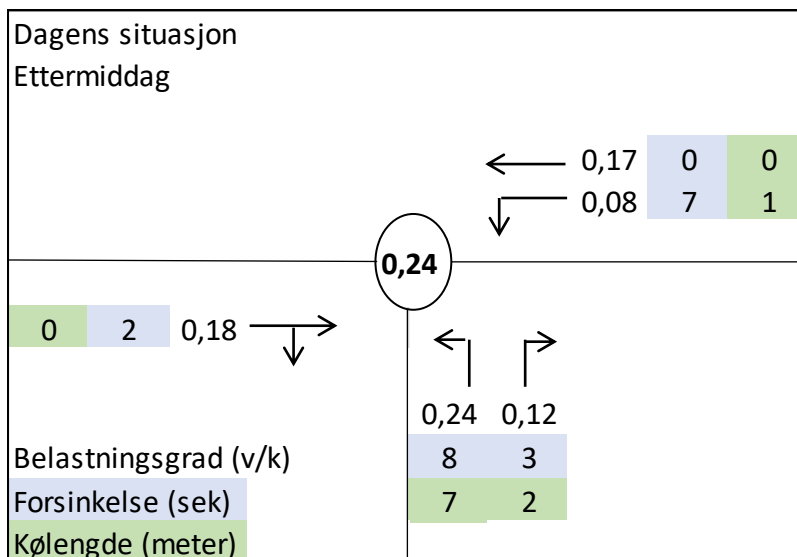 Dagens situasjon
Ettermiddag
0,17 0 0
0,08 7 1
0,24
0 2 0,18
0,24 0,12
Belastningsgrad (v/k) 8 3
Forsinkelse (sek) 7 2
Kølengde (meter)